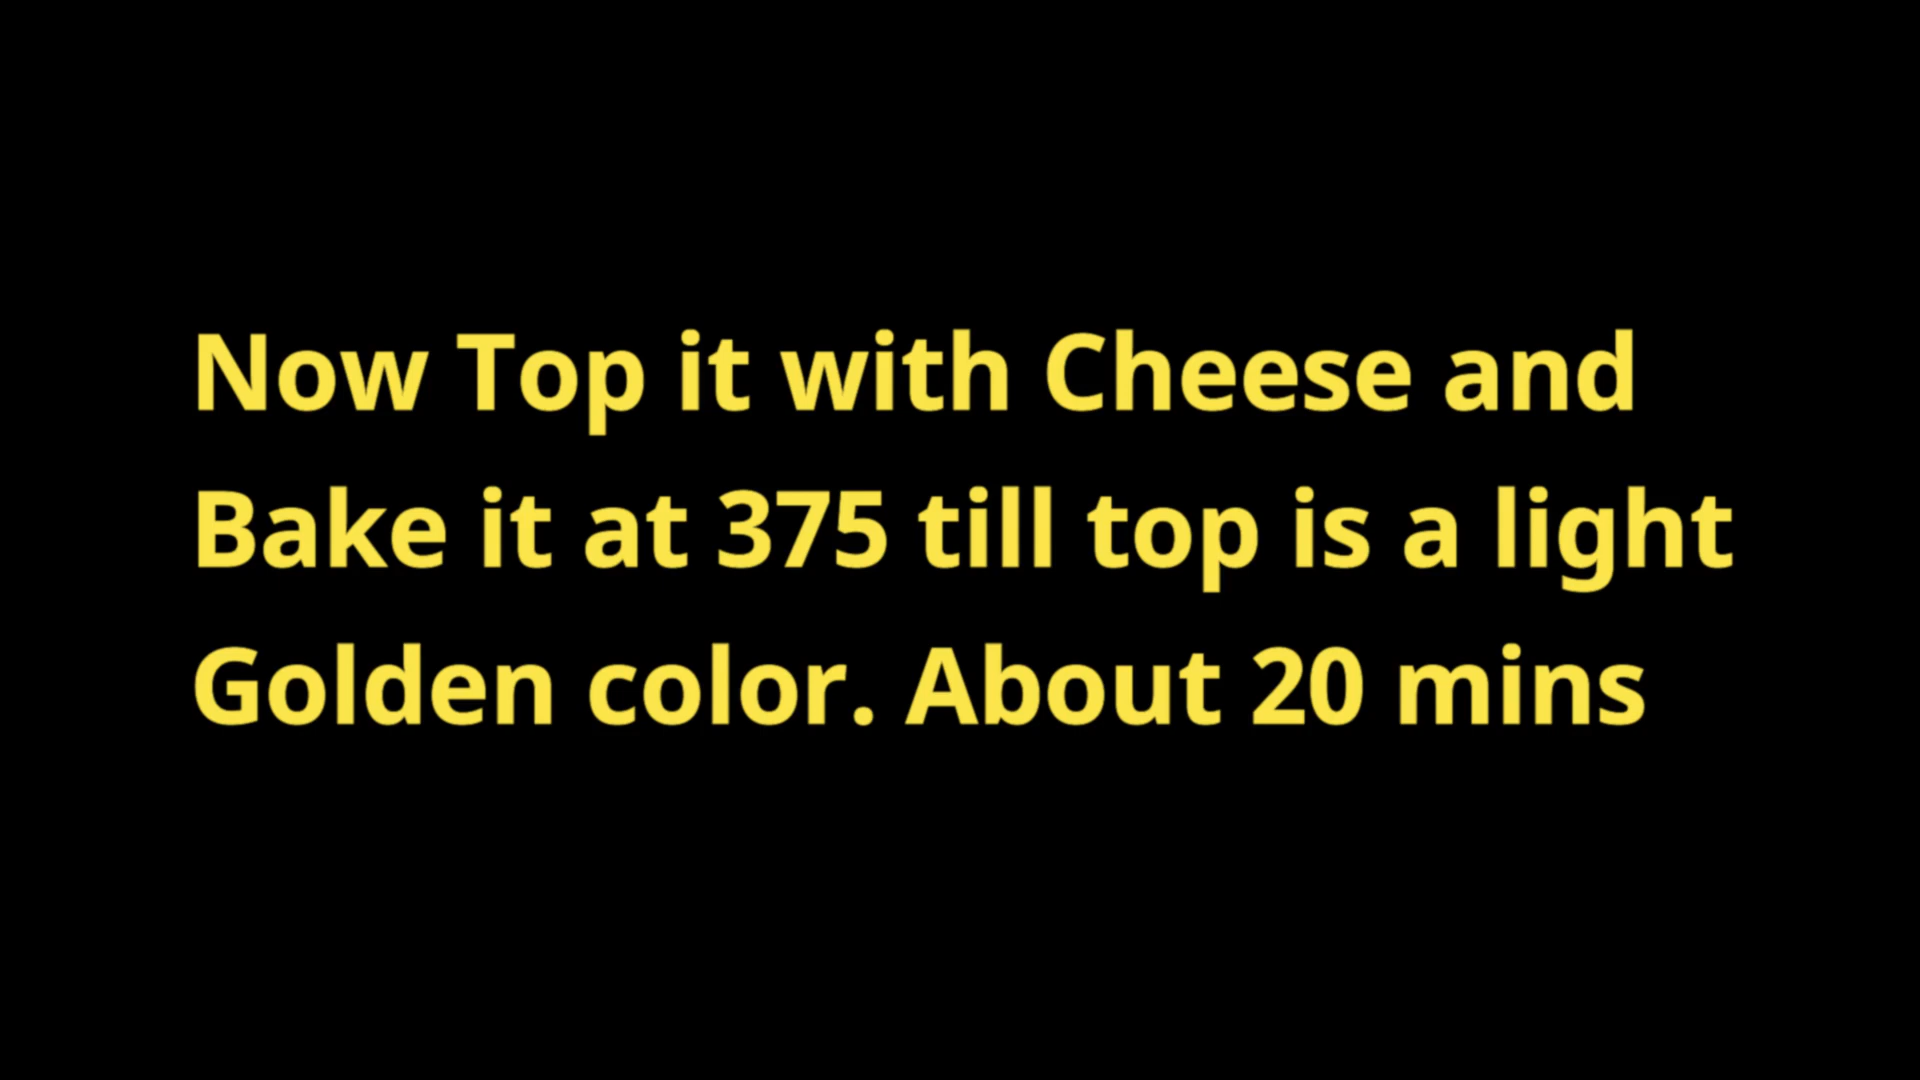 Now Top it with Cheese and
Bake it at 375 till top is a light
Golden color. About 20 mins